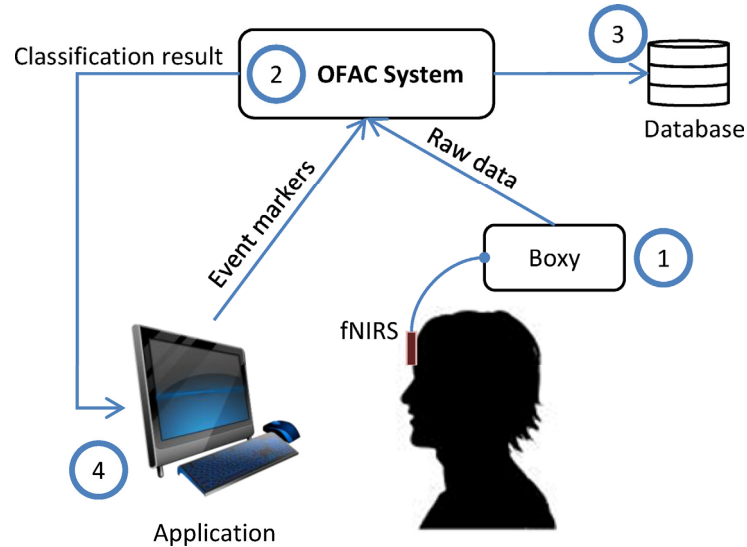 Classification result
2
OFAC System
3
Database
Event markers
Raw data
Boxy
1
fNIRS
4
Application